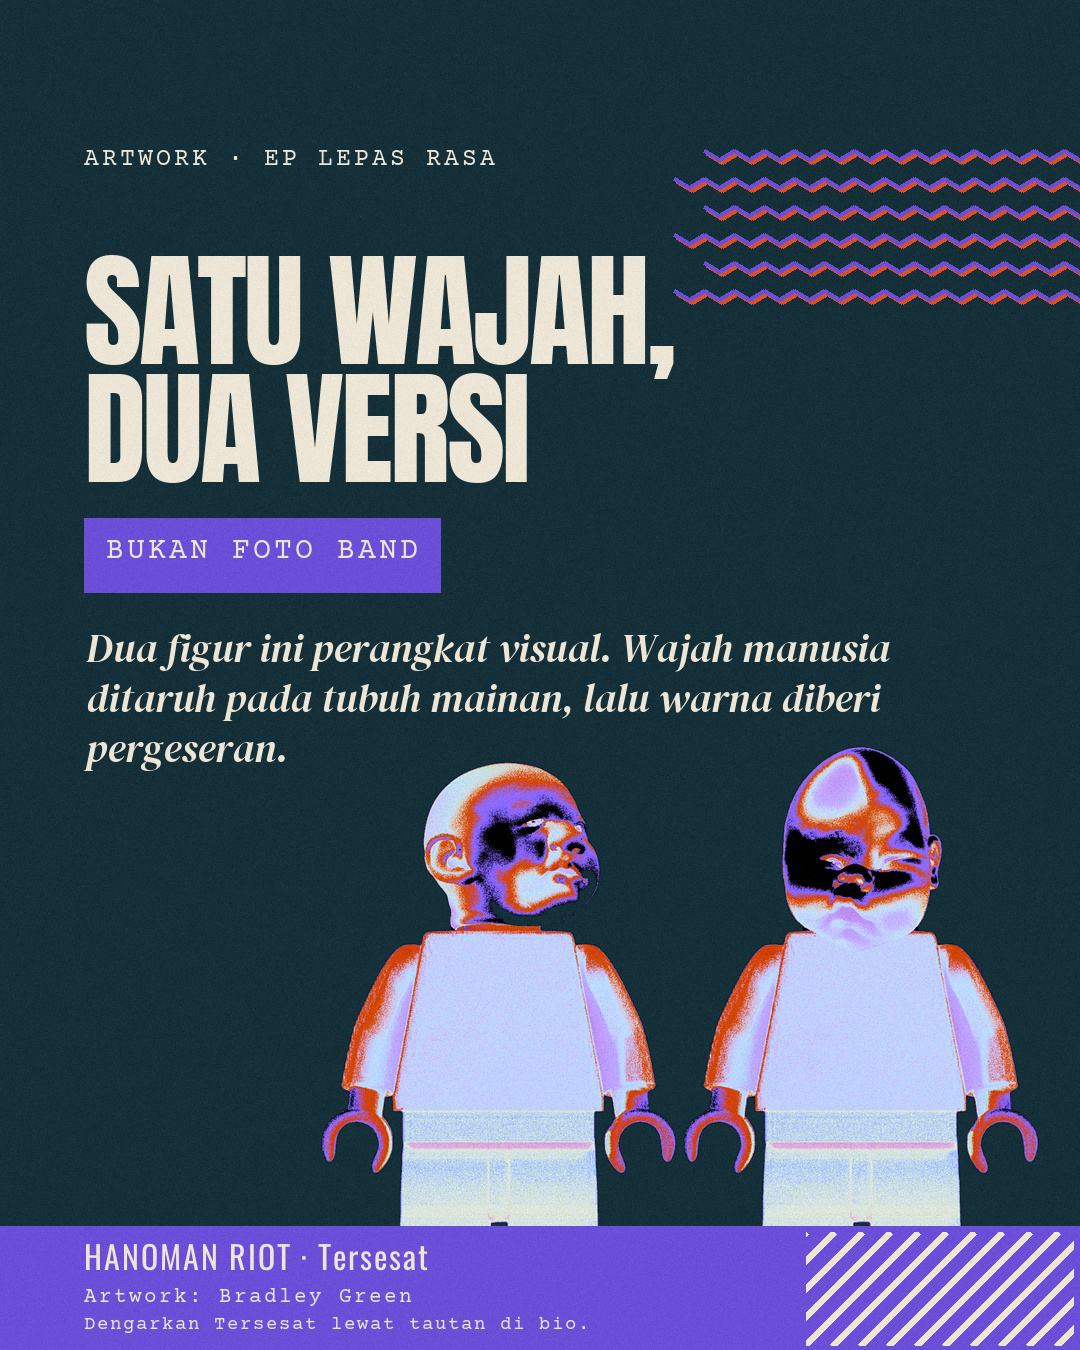 ARTWORK · EP LEPAS RASA
SATU WAJAH,
DUA VERSI
BUKAN FOTO BAND
Dua figur ini perangkat visual. Wajah manusia
ditaruh pada tubuh mainan, lalu warna diberi
pergeseran.
HANOMAN RIOT · Tersesat
Artwork: Bradley Green
Dengarkan Tersesat lewat tautan di bio.